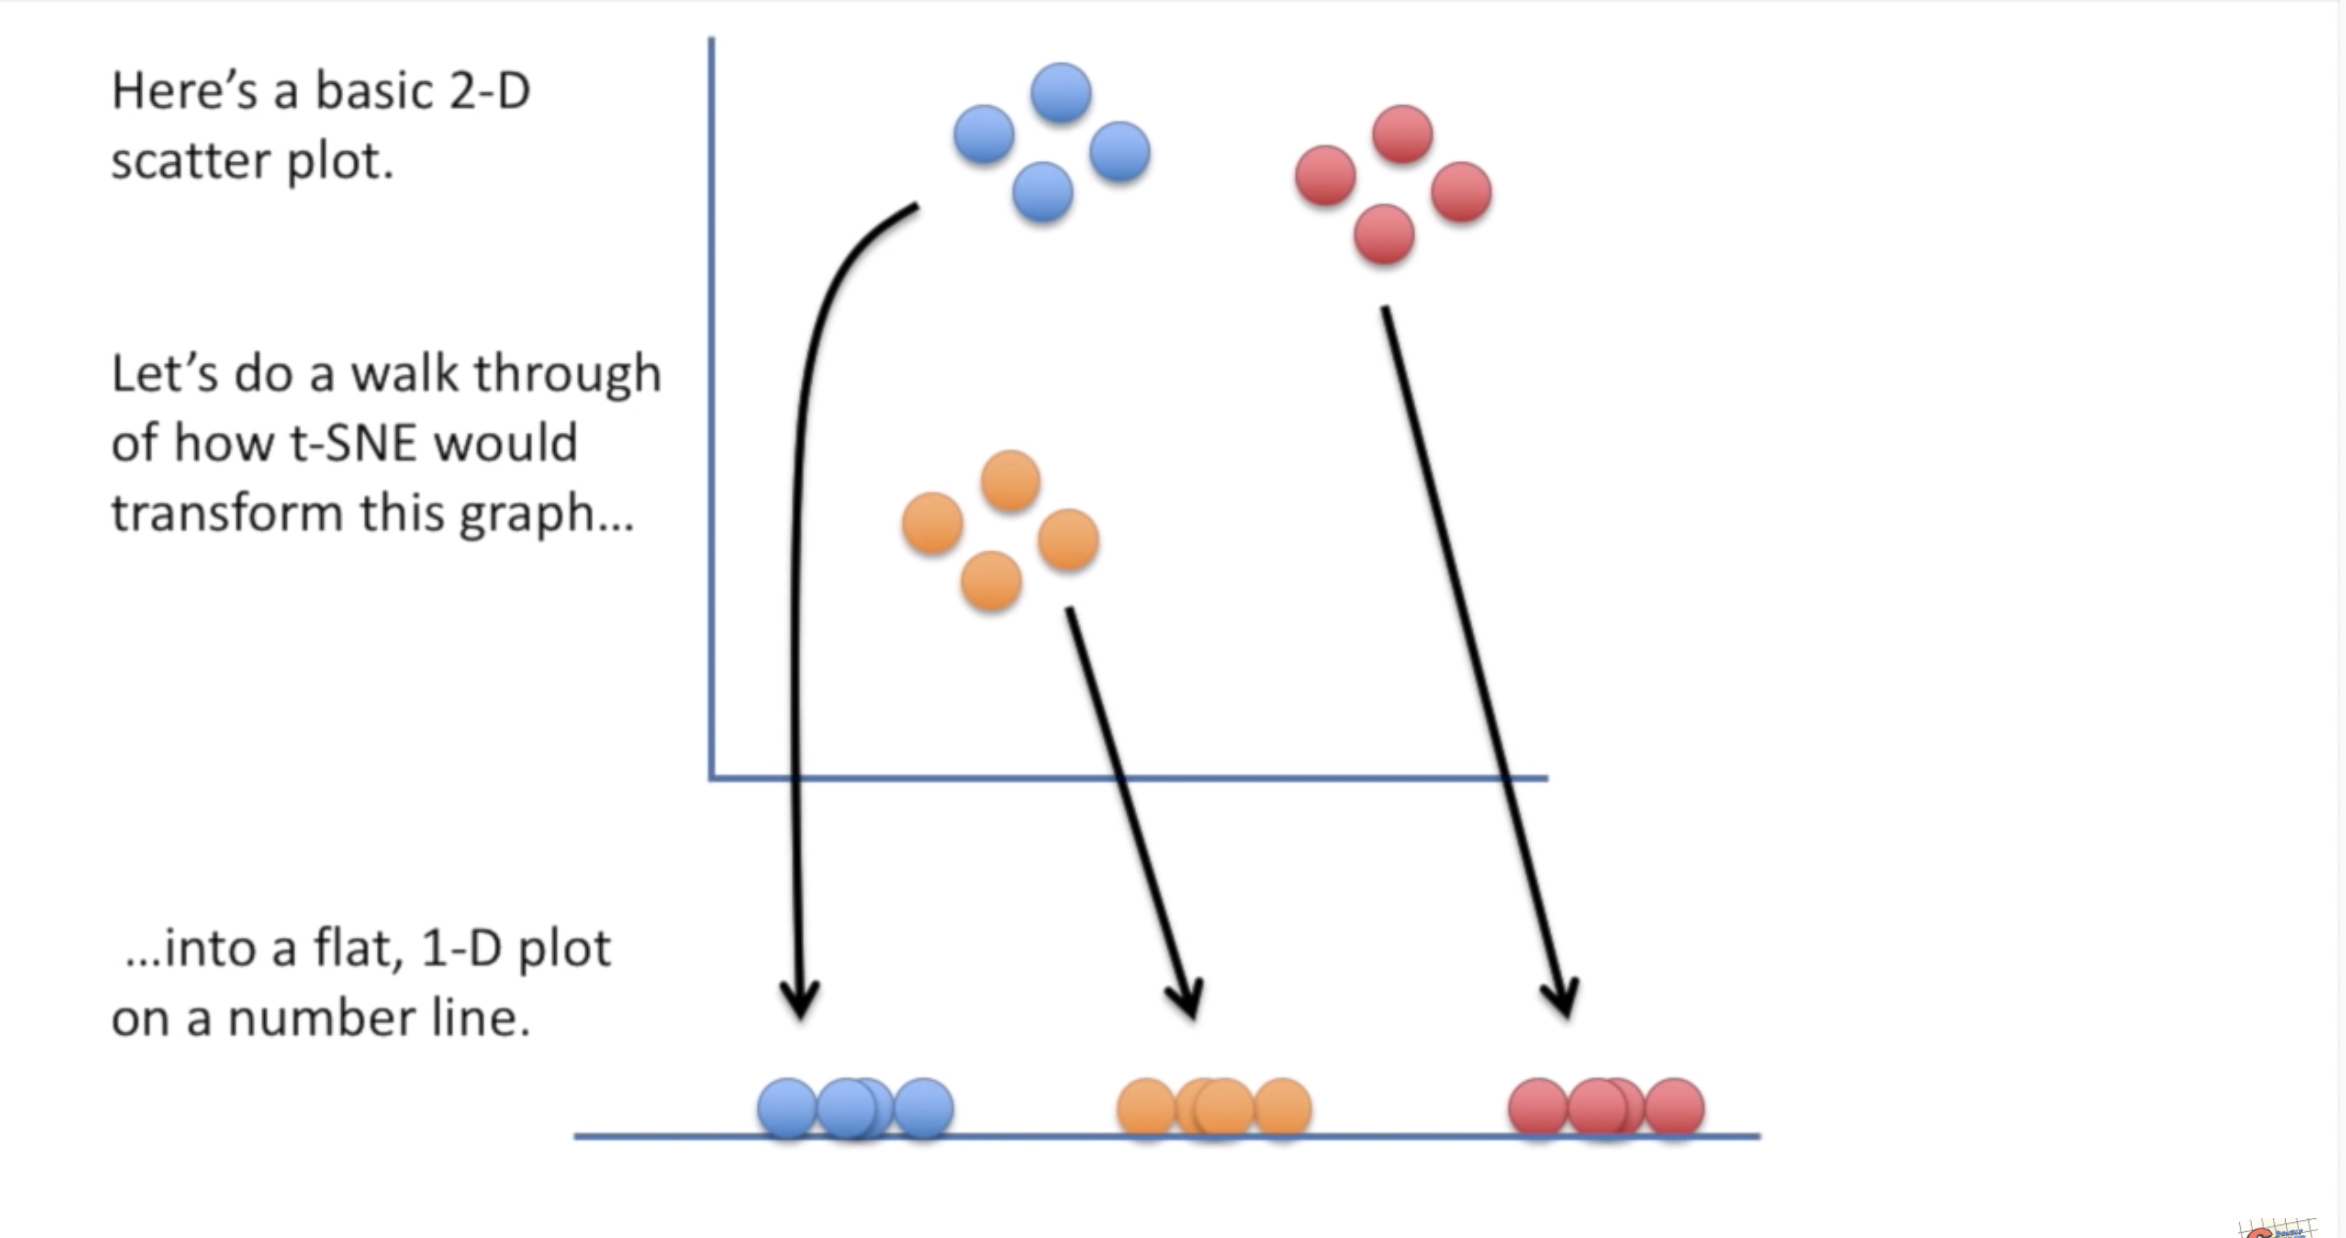 Here’s a basic 2-D
scatter plot.
Let’s do a walk through
of how t-SNE would
transform this graph…
…into a flat, 1-D plot
on a number line.